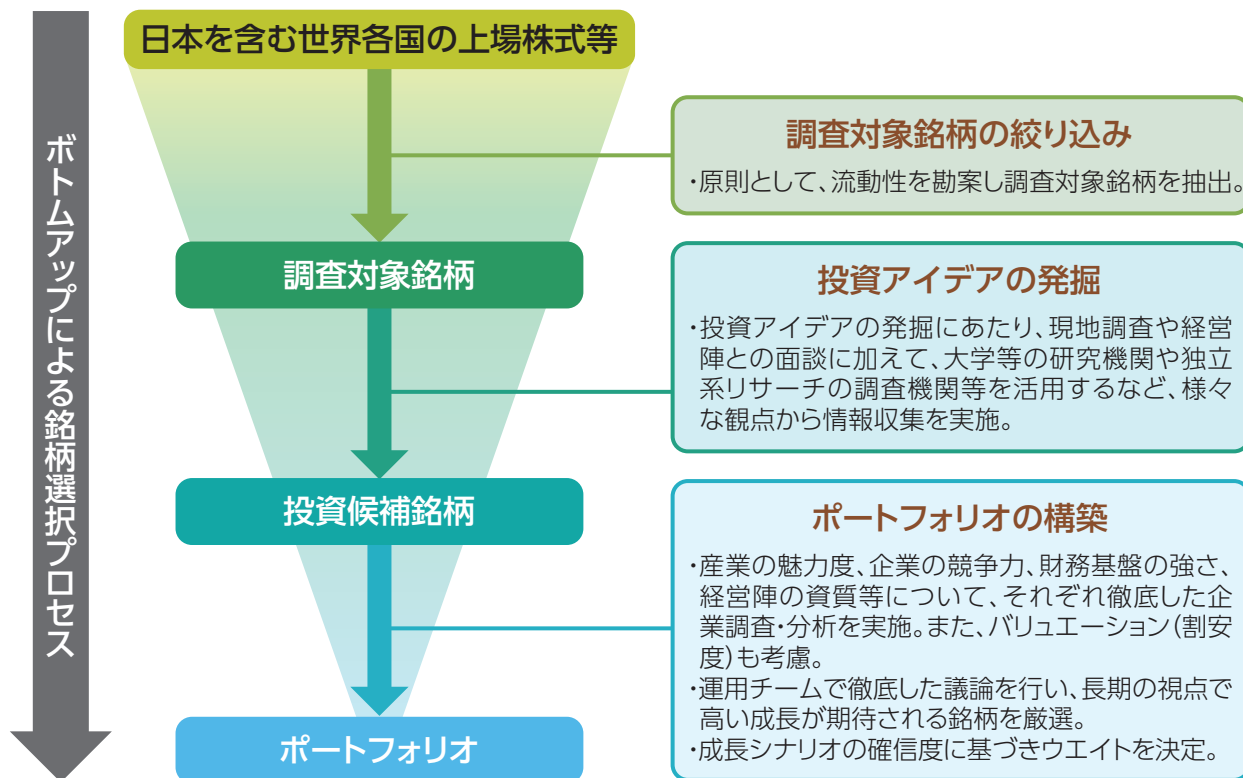 日本を含む世界各国の上場株式等
ボトムアップによる銘柄選択プロセス
調査対象銘柄の絞り込み
・原則として、流動性を勘案し調査対象銘柄を抽出。
調査対象銘柄
投資アイデアの発掘
・投資アイデアの発掘にあたり、現地調査や経営
陣との面談に加えて、大学等の研究機関や独立
系リサーチの調査機関等を活用するなど、様々
な観点から情報収集を実施。
投資候補銘柄
ポートフォリオの構築
・産業の魅力度、企業の競争力、財務基盤の強さ、
経営陣の資質等について、それぞれ徹底した企
業調査・分析を実施。また、バリュエーション(割安
度)も考慮。
・運用チームで徹底した議論を行い、長期の視点で
高い成長が期待される銘柄を厳選。
・成長シナリオの確信度に基づきウエイトを決定。
ポートフォリオ